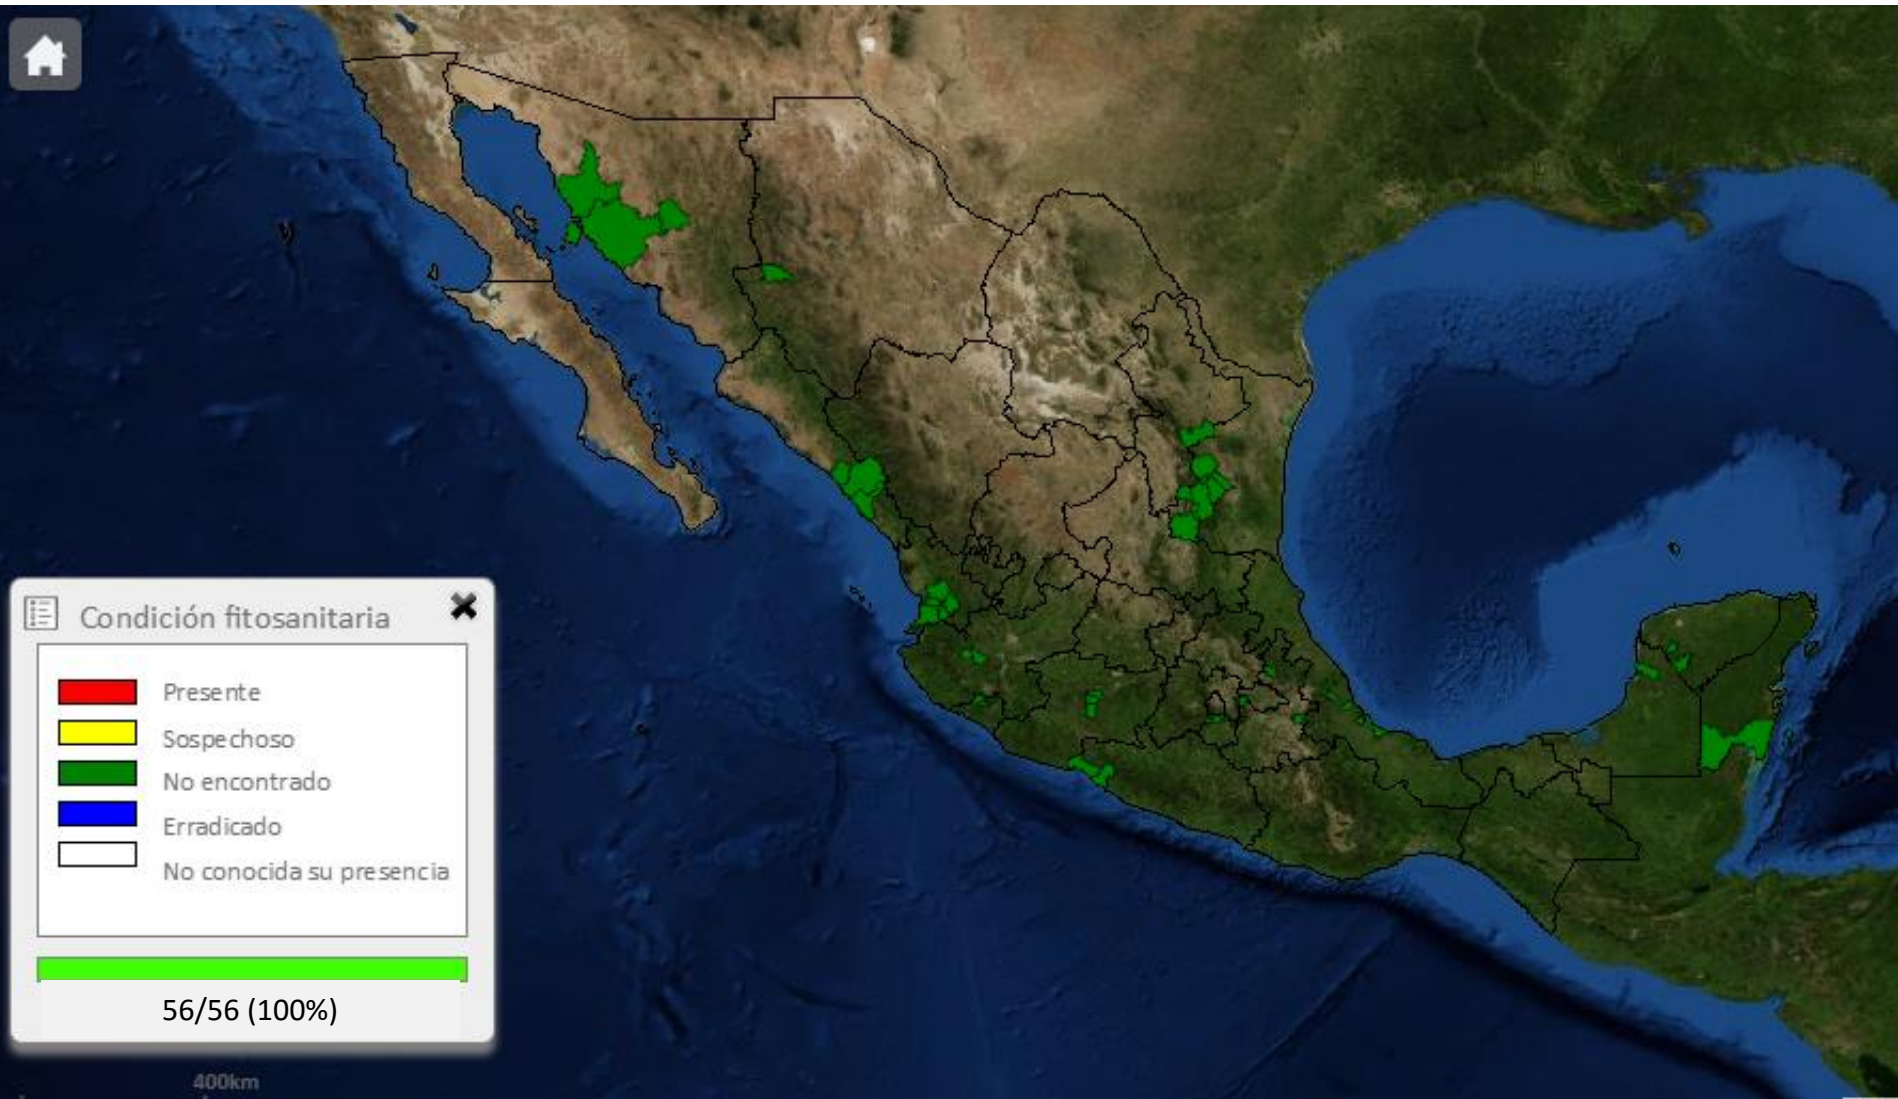 Condición fitosanitaria
Presente
Sospechoso
No encontrado
Erradicado
No conocida su presencia
56/56 (100%)
400km